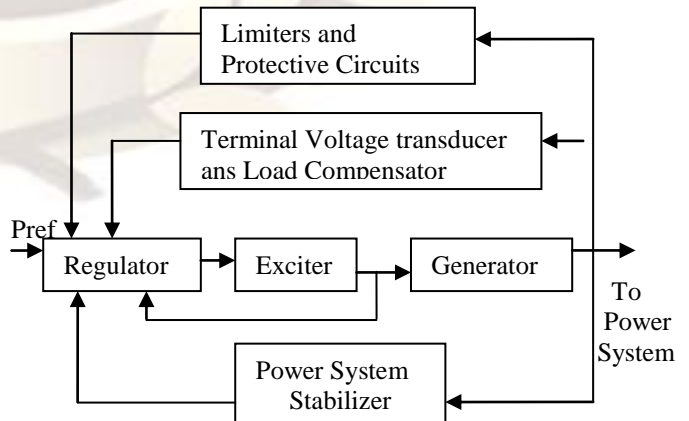 Limiters and
Protective Circuits
Terminal Voltage transducer
ans Load Compensator
Pref
Regulator
Exciter
Generator
To
Power
System
Power System
Stabilizer